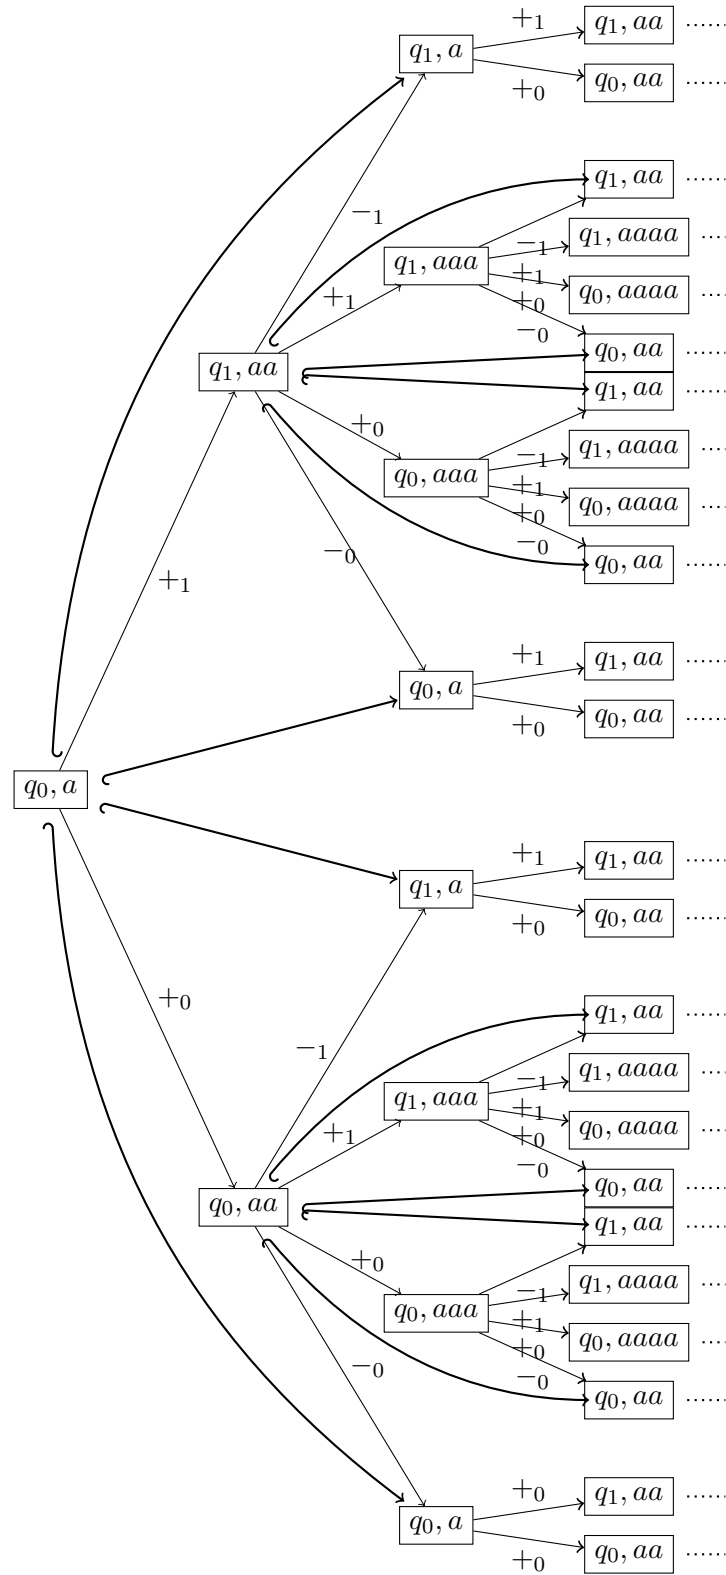 +₁
q₁, aa ......
q₁, a
q₀, aa ......
+₀
q₁, aa ......
−₁
q₁, aaaa ....
−₁
q₁, aaa
+₁
q₀, aaaa ....
+₁
+₀
−₀
q₀, aa ......
q₁, aa
q₁, aa ......
+₀
q₁, aaaa ....
−₁
q₀, aaa
+₁
q₀, aaaa ....
+₀
−₀
−₀
q₀, aa ......
+₁
+₁
q₁, aa ......
q₀, a
q₀, aa ......
+₀
q₀, a
+₁
q₁, aa ......
q₁, a
q₀, aa ......
+₀
+₀
q₁, aa ......
−₁
q₁, aaaa ....
−₁
q₁, aaa
+₁
q₀, aaaa ....
+₁
+₀
−₀
q₀, aa ......
q₀, aa
q₁, aa ......
+₀
q₁, aaaa ....
−₁
q₀, aaa
+₁
q₀, aaaa ....
+₀
−₀
−₀
q₀, aa ......
+₀
q₁, aa ......
q₀, a
q₀, aa ......
+₀